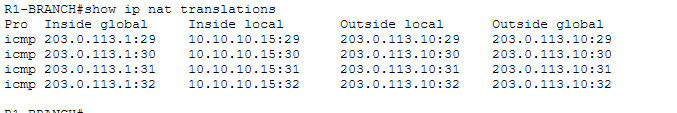 R1-BRANCH#show ip nat translations
Pro  Inside global     Inside local       Outside local      Outside global
icmp 203.0.113.1:29    10.10.10.15:29     203.0.113.10:29    203.0.113.10:29
icmp 203.0.113.1:30    10.10.10.15:30     203.0.113.10:30    203.0.113.10:30
icmp 203.0.113.1:31    10.10.10.15:31     203.0.113.10:31    203.0.113.10:31
icmp 203.0.113.1:32    10.10.10.15:32     203.0.113.10:32    203.0.113.10:32
R1-BRANCH#